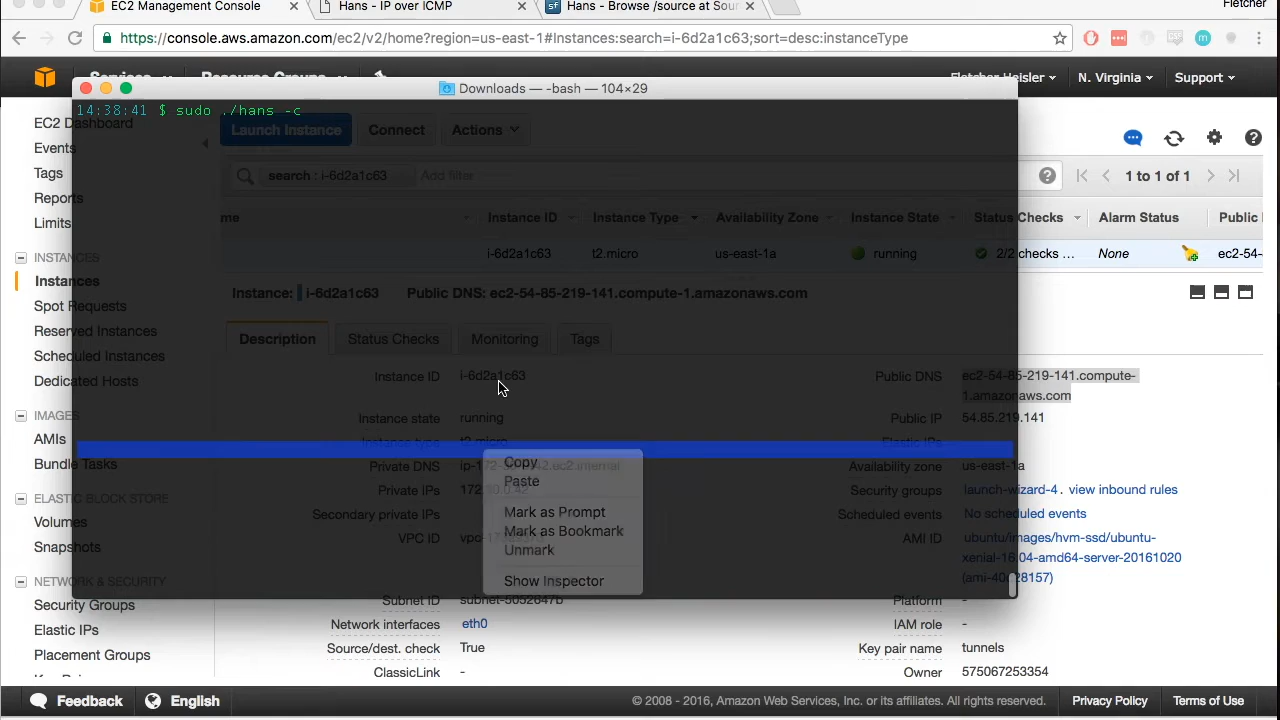 EC2 Management Console
Hans - IP over ICMP
Hans - Browse /source at Sour
Fletcher
https://console.aws.amazon.com/ec2/v2/home?region=us-east-1#Instances:search=i-6d2a1c63;sort=desc:instanceType
Fletcher Heisler
N. Virginia
Support
Downloads — -bash — 104×29
14:38:41 $ sudo ./hans -c
EC2 Dashboard
Events
Tags
Reports
Limits
INSTANCES
Instances
Spot Requests
Reserved Instances
Scheduled Instances
Dedicated Hosts
IMAGES
AMIs
Bundle Tasks
ELASTIC BLOCK STORE
Volumes
Snapshots
NETWORK & SECURITY
Security Groups
Elastic IPs
Placement Groups
Launch Instance
Connect
Actions
search : i-6d2a1c63
Add filter
1 to 1 of 1
me
Instance ID
Instance Type
Availability Zone
Instance State
Status Checks
Alarm Status
Public
i-6d2a1c63
t2.micro
us-east-1a
running
2/2 checks …
None
ec2-54-
Instance: i-6d2a1c63
Public DNS: ec2-54-85-219-141.compute-1.amazonaws.com
Description
Status Checks
Monitoring
Tags
Instance ID
i-6d2a1c63
Instance state
running
Instance type
t2.micro
Private DNS
Private IPs
Secondary private IPs
VPC ID
Subnet ID
Network interfaces
eth0
Source/dest. check
True
ClassicLink
-
Public DNS
ec2-54-85-219-141.compute-
1.amazonaws.com
Public IP
54.85.219.141
Elastic IPs
Availability zone
us-east-1a
Security groups
launch-wizard-4. view inbound rules
Scheduled events
No scheduled events
AMI ID
ubuntu/images/hvm-ssd/ubuntu-
xenial-16.04-amd64-server-20161020
Platform
-
IAM role
-
Key pair name
tunnels
Owner
575067253354
Copy
Paste
Mark as Prompt
Mark as Bookmark
Unmark
Show Inspector
Feedback
English
© 2008 - 2016, Amazon Web Services, Inc. or its affiliates. All rights reserved.
Privacy Policy
Terms of Use